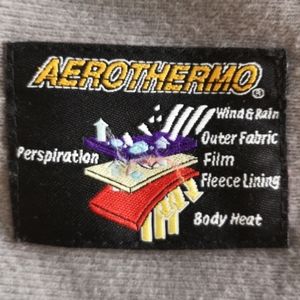 AEROTHERMO®
Wind & Rain
Outer Fabric
Perspiration
Film
Fleece Lining
Body Heat